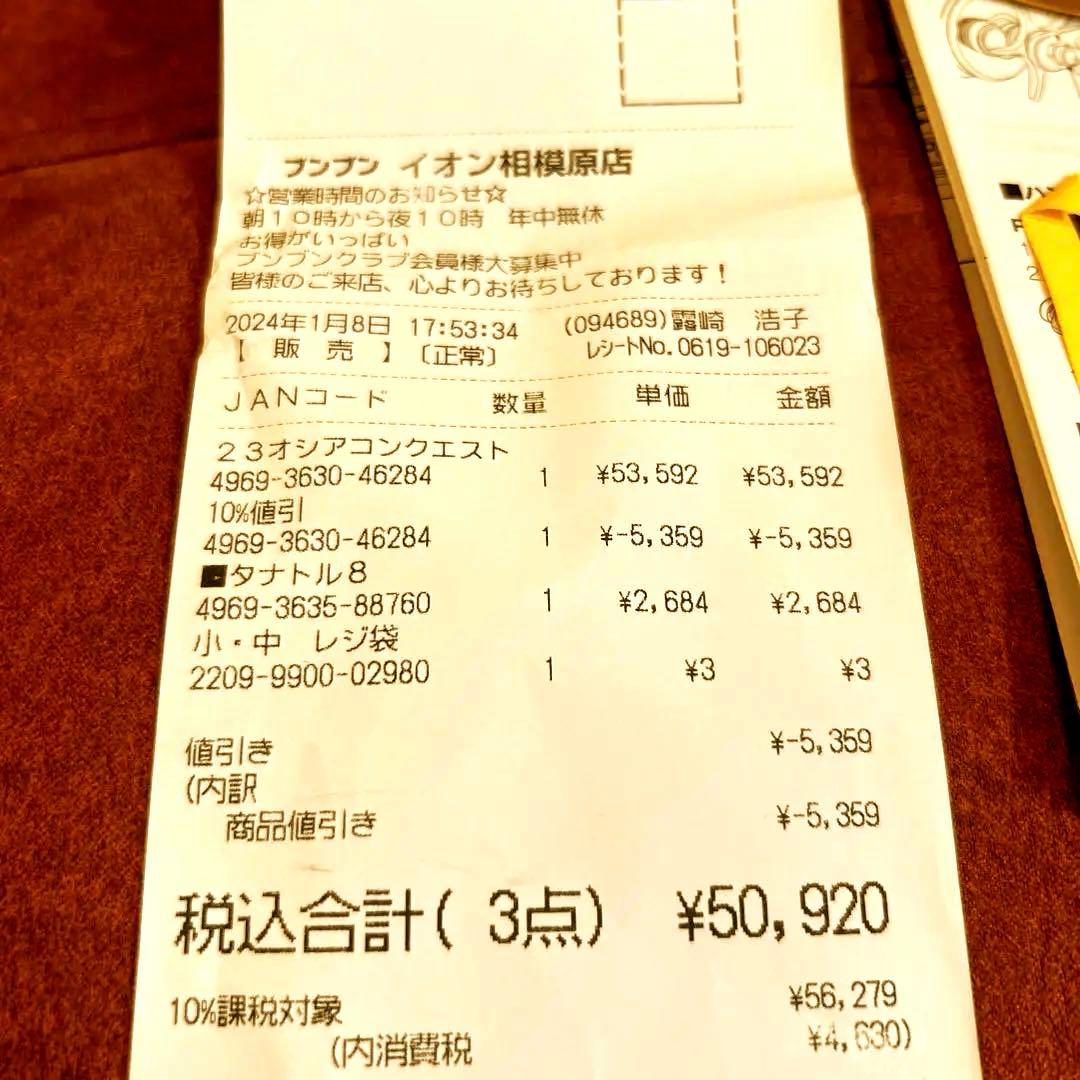 ブンブン イオン相模原店
☆営業時間のお知らせ☆
朝１０時から夜１０時　年中無休
お得がいっぱい
ブンブンクラブ会員様大募集中
皆様のご来店、心よりお待ちしております！
2024年1月8日 17:53:34 (094689)露崎　浩子
【　販　売　】〔正常〕 レシートNo.0619-106023
ＪＡＮコード 数量 単価 金額
２３オシアコンクエスト
4969-3630-46284 1 ¥53,592 ¥53,592
10%値引
4969-3630-46284 1 ¥-5,359 ¥-5,359
■タナトル８
4969-3635-88760 1 ¥2,684 ¥2,684
小・中　レジ袋
2209-9900-02980 1 ¥3 ¥3
値引き ¥-5,359
(内訳
商品値引き ¥-5,359
税込合計( 3点) ¥50,920
10%課税対象 ¥56,279
(内消費税 ¥4,630)